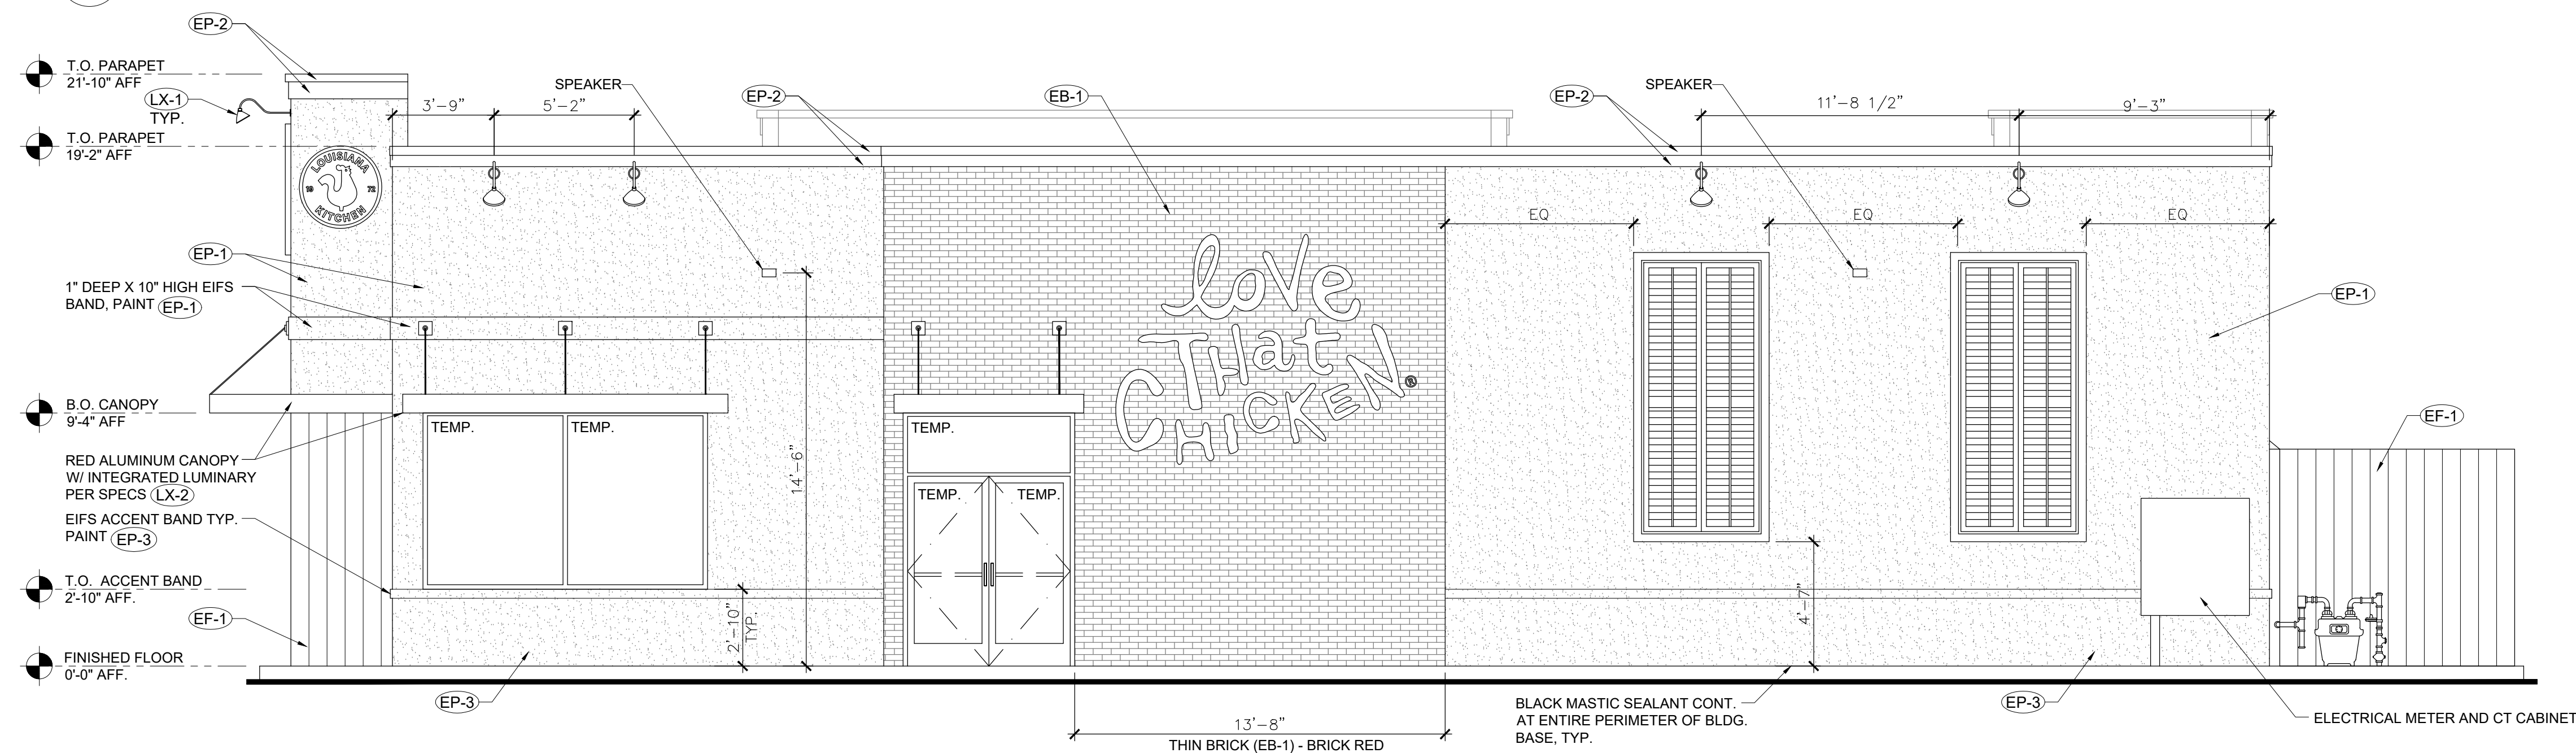 EP-2
T.O. PARAPET
21'-10" AFF
LX-1
TYP.
3'-9"
5'-2"
SPEAKER
EP-2
EB-1
EP-2
SPEAKER
11'-8 1/2"
9'-3"
T.O. PARAPET
19'-2" AFF
LOUISIANA
19 72
KITCHEN
EQ
EQ
EQ
EP-1
1" DEEP X 10" HIGH EIFS
BAND, PAINT EP-1
love
THat
CHICKEN®
EP-1
B.O. CANOPY
9'-4" AFF
TEMP.
TEMP.
TEMP.
EF-1
RED ALUMINUM CANOPY
W/ INTEGRATED LUMINARY
PER SPECS LX-2
14'-6"
TEMP.
TEMP.
EIFS ACCENT BAND TYP.
PAINT EP-3
T.O. ACCENT BAND
2'-10" AFF.
2'-10"
TYP.
4'-7"
EF-1
FINISHED FLOOR
0'-0" AFF.
EP-3
13'-8"
THIN BRICK (EB-1) - BRICK RED
BLACK MASTIC SEALANT CONT.
AT ENTIRE PERIMETER OF BLDG.
BASE, TYP.
EP-3
ELECTRICAL METER AND CT CABINET